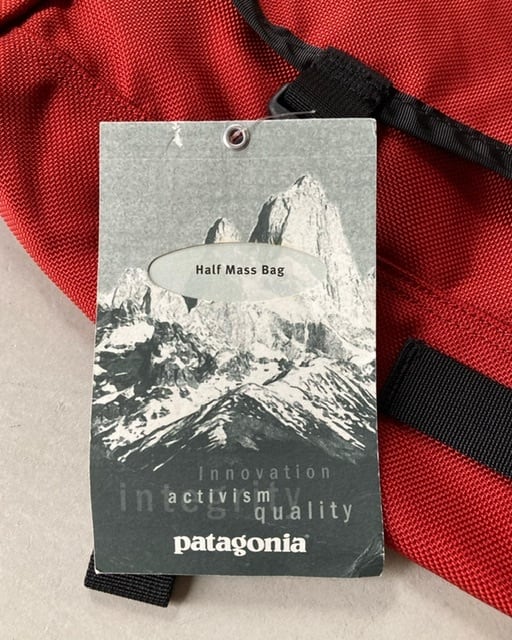 Half Mass Bag
Innovation
integrity
activism
quality
patagonia®